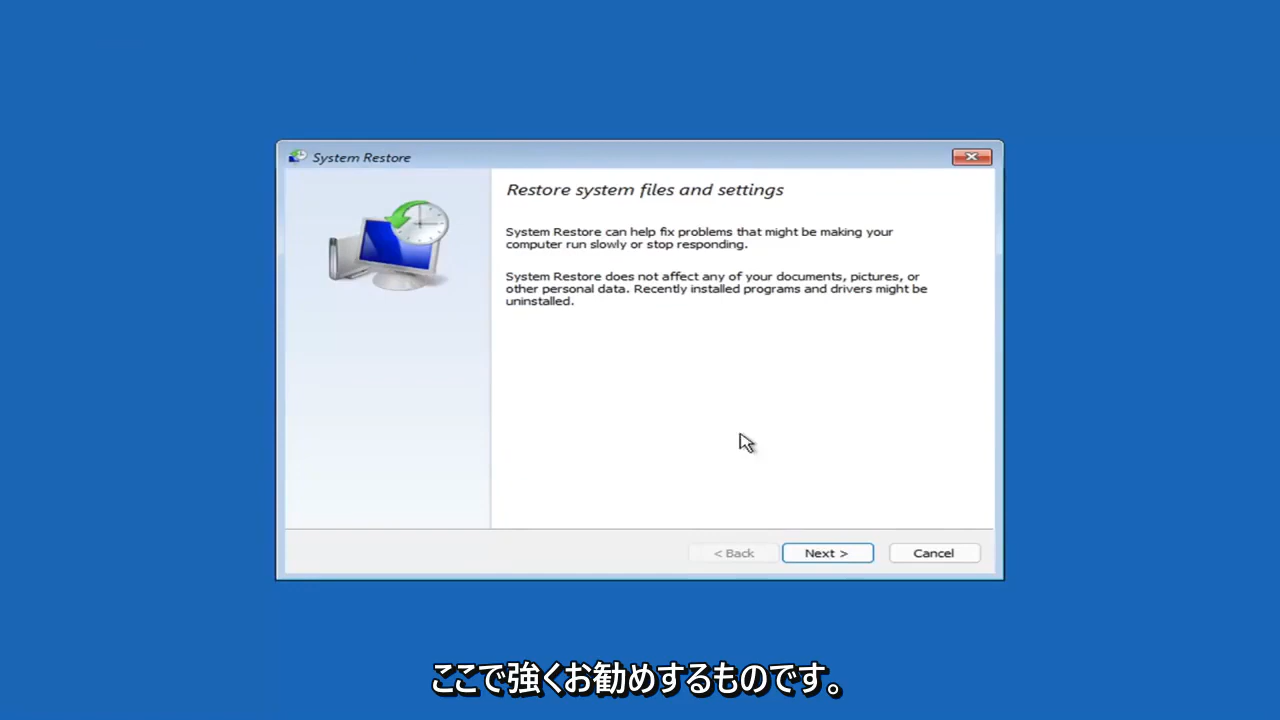 System Restore
Restore system files and settings
System Restore can help fix problems that might be making your
computer run slowly or stop responding.
System Restore does not affect any of your documents, pictures, or
other personal data. Recently installed programs and drivers might be
uninstalled.
< Back
Next >
Cancel
ここで強くお勧めするものです。